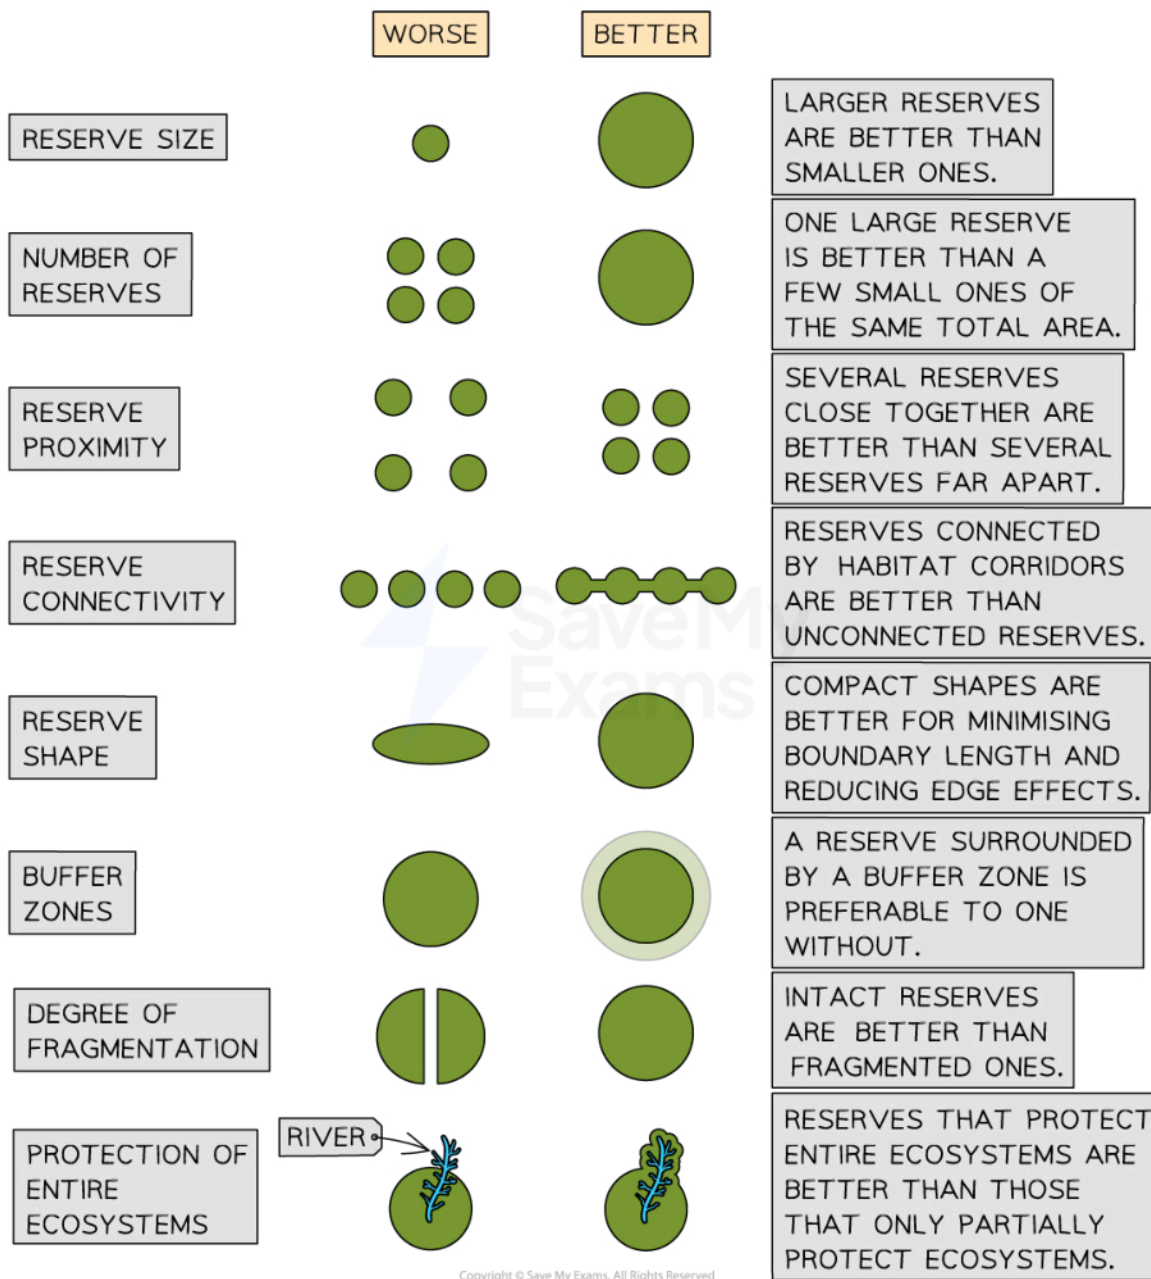 WORSE
BETTER
RESERVE SIZE
LARGER RESERVES
ARE BETTER THAN
SMALLER ONES.
NUMBER OF
RESERVES
ONE LARGE RESERVE
IS BETTER THAN A
FEW SMALL ONES OF
THE SAME TOTAL AREA.
RESERVE
PROXIMITY
SEVERAL RESERVES
CLOSE TOGETHER ARE
BETTER THAN SEVERAL
RESERVES FAR APART.
RESERVE
CONNECTIVITY
RESERVES CONNECTED
BY HABITAT CORRIDORS
ARE BETTER THAN
UNCONNECTED RESERVES.
SaveMy
Exams
RESERVE
SHAPE
COMPACT SHAPES ARE
BETTER FOR MINIMISING
BOUNDARY LENGTH AND
REDUCING EDGE EFFECTS.
BUFFER
ZONES
A RESERVE SURROUNDED
BY A BUFFER ZONE IS
PREFERABLE TO ONE
WITHOUT.
DEGREE OF
FRAGMENTATION
INTACT RESERVES
ARE BETTER THAN
FRAGMENTED ONES.
PROTECTION OF
ENTIRE
ECOSYSTEMS
RIVER
RESERVES THAT PROTECT
ENTIRE ECOSYSTEMS ARE
BETTER THAN THOSE
THAT ONLY PARTIALLY
PROTECT ECOSYSTEMS.
Copyright © Save My Exams. All Rights Reserved